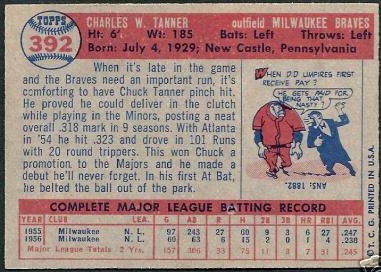 TOPPS
392
CHARLES W. TANNER outfield MILWAUKEE BRAVES
Ht: 6' Wt: 185 Bats: Left Throws: Left
Born: July 4, 1929; New Castle, Pennsylvania
When it's late in the game
and the Braves need an important run, it's
comforting to have Chuck Tanner pinch hit.
He proved he could deliver in the clutch
while playing in the Minors, posting a neat
overall .318 mark in 9 seasons. With Atlanta
in '54 he hit .323 and drove in 101 Runs
with 20 round trippers. This won Chuck a
promotion to the Majors and he made a
debut he'll never forget. In his first At Bat,
he belted the ball out of the park.
WHEN DID UMPIRES FIRST
RECEIVE PAY?
HE GETS PAID FOR
BEING THAT
NASTY?
ANS: 1882.
COMPLETE MAJOR LEAGUE BATTING RECORD
YEAR TEAM LEA. G AB R H 2B 3B HR RBI AVG.
1955 Milwaukee N. L. 97 243 27 60 9 3 6 27 .247
1956 Milwaukee N. L. 60 63 6 15 2 0 1 4 .238
Major League Totals 2 Yrs. 157 306 33 75 11 3 7 31 .245
© T. C. G. PRINTED IN U.S.A.